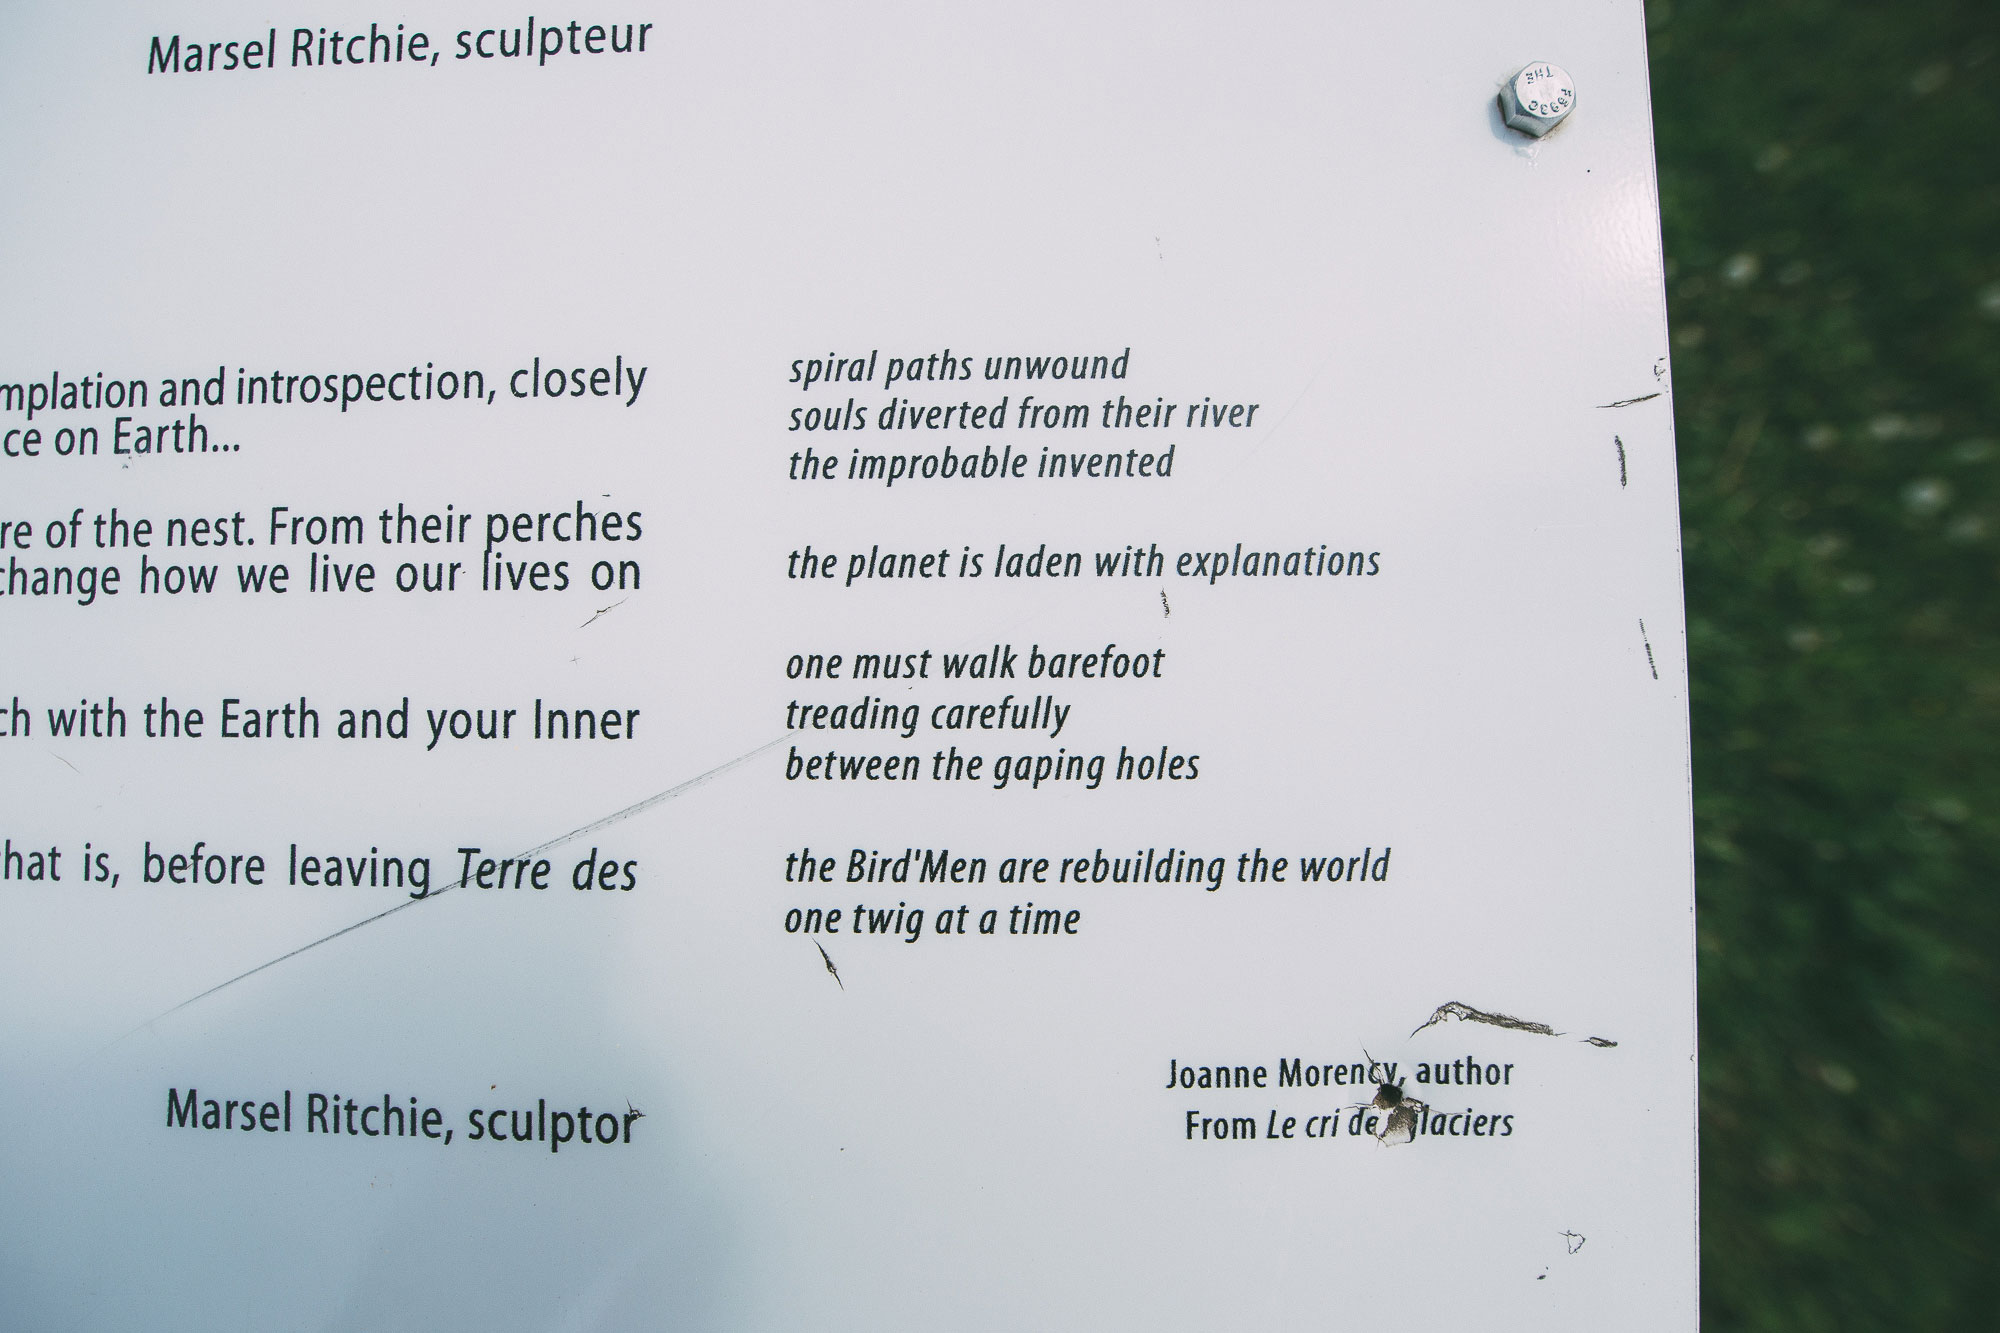 Marsel Ritchie, sculpteur
mplation and introspection, closely
ce on Earth...
re of the nest. From their perches
change how we live our lives on
ch with the Earth and your Inner
hat is, before leaving Terre des
Marsel Ritchie, sculptor
spiral paths unwound
souls diverted from their river
the improbable invented
the planet is laden with explanations
one must walk barefoot
treading carefully
between the gaping holes
the Bird'Men are rebuilding the world
one twig at a time
Joanne Morency, author
From Le cri de laciers